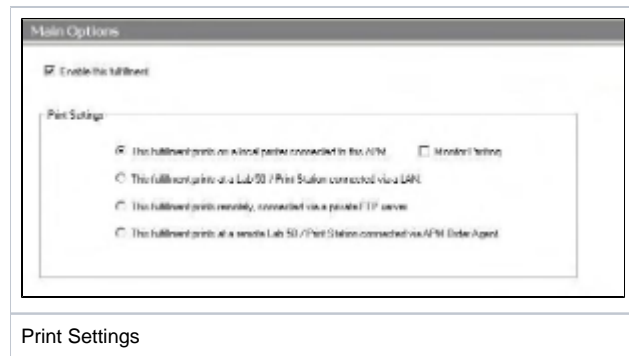 Main Options
Enable this fulfillment
Print Settings
This fulfillment prints on a local printer connected to this APM Monitor Printing
This fulfillment prints at a Lab 50 / Print Station connected via a LAN.
This fulfillment prints remotely, connected via a private FTP server
This fulfillment prints at a remote Lab 50 / Print Station connected via APM Order Agent
Print Settings